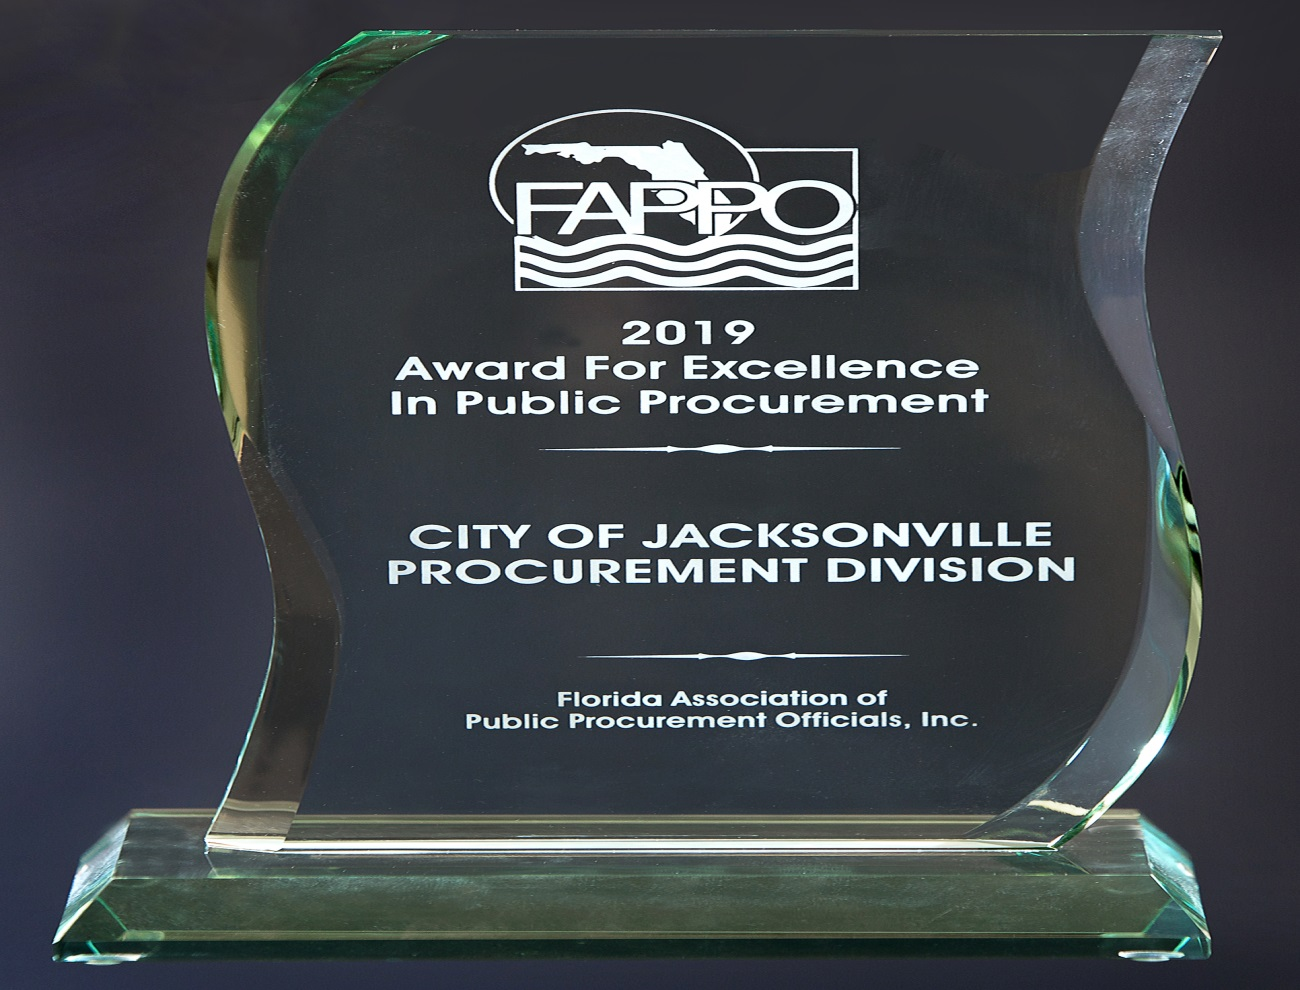 FAPPO
2019
Award For Excellence
In Public Procurement
CITY OF JACKSONVILLE
PROCUREMENT DIVISION
Florida Association of
Public Procurement Officials, Inc.